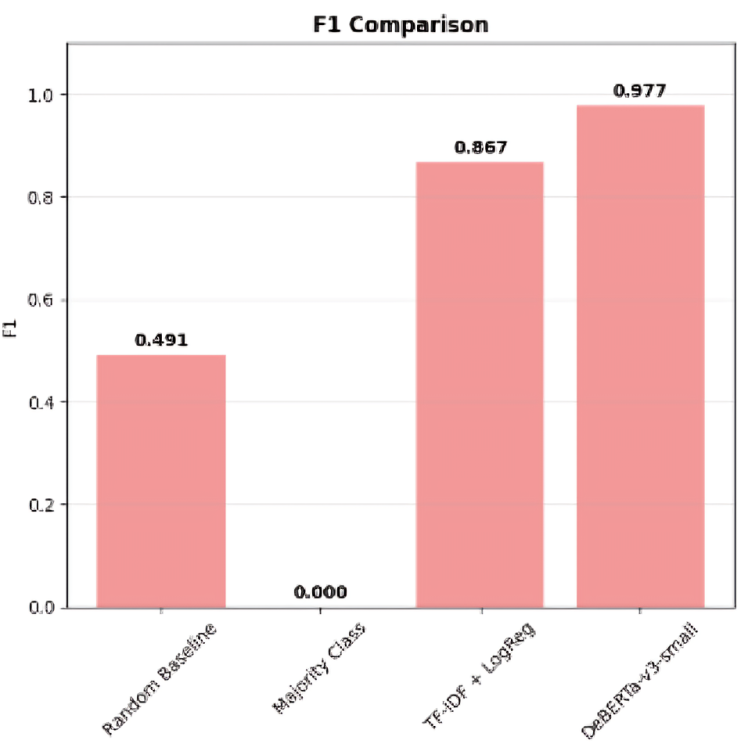 F1 Comparison
0.977
1.0
0.867
0.8
0.6
F1
0.491
0.4
0.2
0.000
0.0
Random Baseline
Majority Class
TF-IDF + LogReg
DeBERTa-v3-small